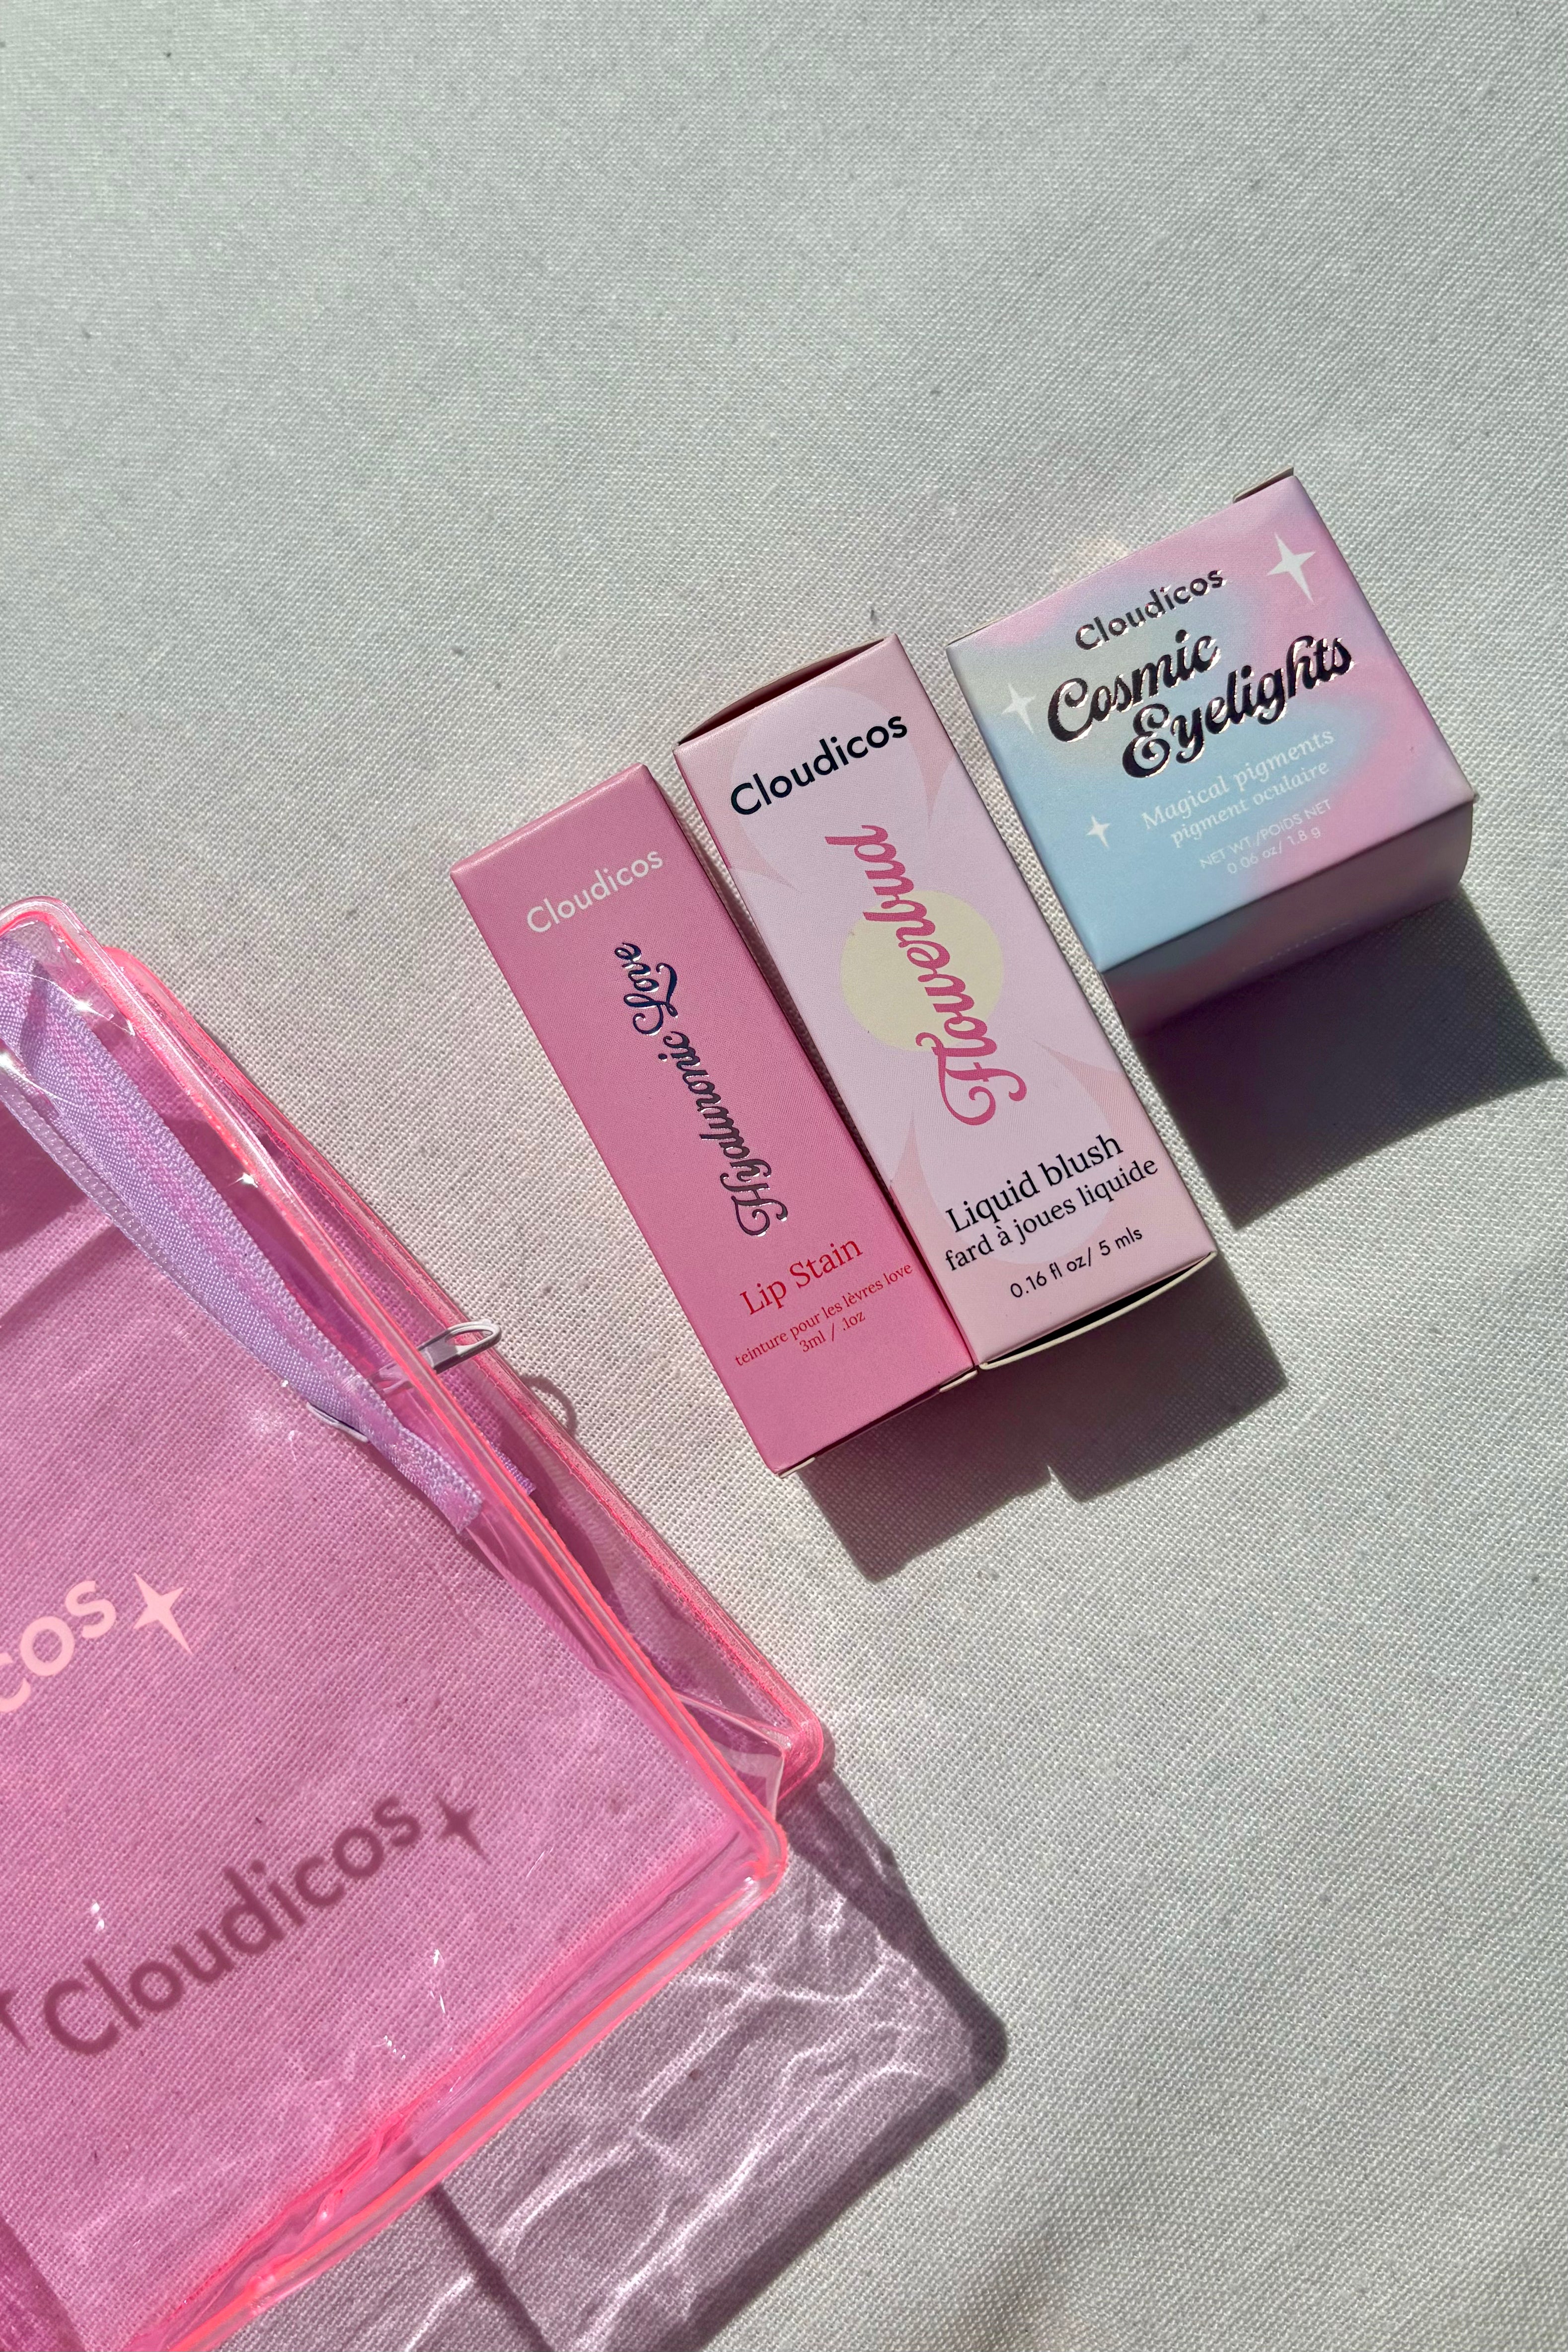 Cloudicos
Hyaluronic Love
Lip Stain
teinture pour les lèvres love
3ml / .1oz
Cloudicos
Flowerbud
Liquid blush
fard à joues liquide
0.16 fl oz/ 5 mls
Cloudicos
Cosmic
Eyelights
Magical pigments
pigment oculaire
NET WT /POIDS NET
0.06 oz/ 1.8 g
cos
Cloudicos